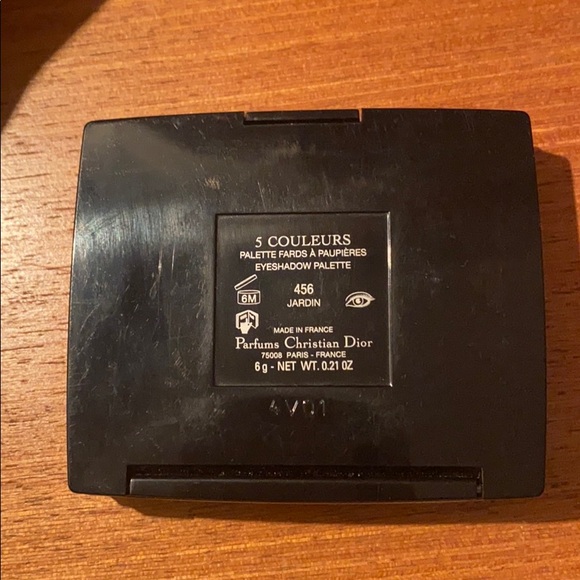 5 COULEURS
PALETTE FARDS À PAUPIÈRES
EYESHADOW PALETTE
6M
456
JARDIN
MADE IN FRANCE
Parfums Christian Dior
75008 PARIS - FRANCE
6 g - NET WT. 0.21 OZ
4V01